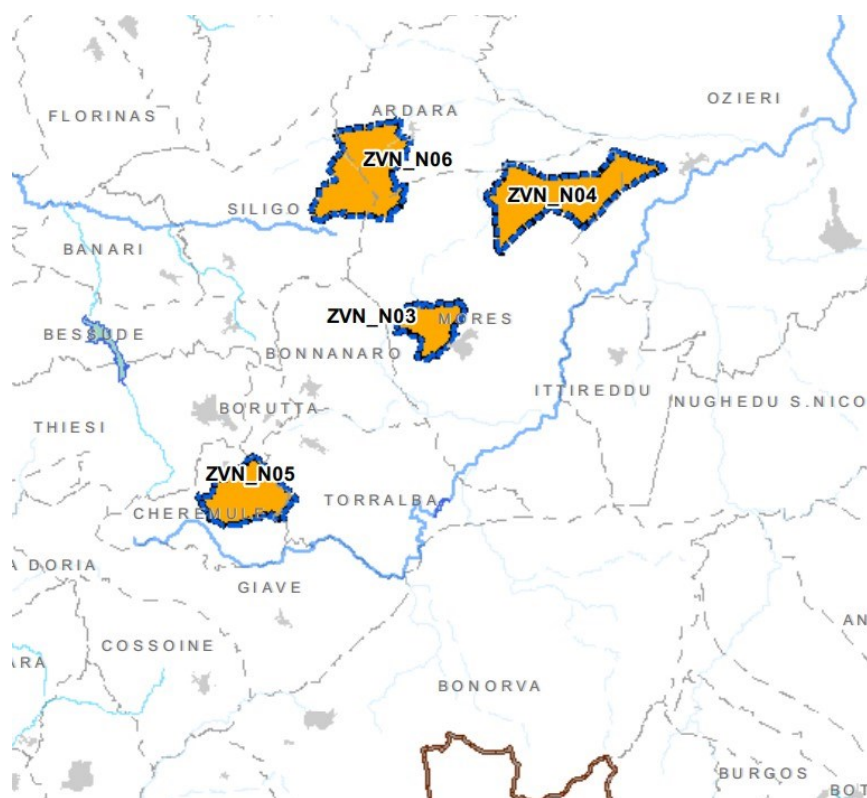 OZIERI
ARDARA
FLORINAS
ZVN_N06
ZVN_N04
SILIGO
BANARI
ZVN_N03
MORES
BESSUDE
BONNANARO
ITTIREDDU
NUGHEDU S.NICO
BORUTTA
THIESI
ZVN_N05
TORRALBA
CHEREMULE
A DORIA
GIAVE
AN
COSSOINE
ARA
BONORVA
BURGOS
BOT